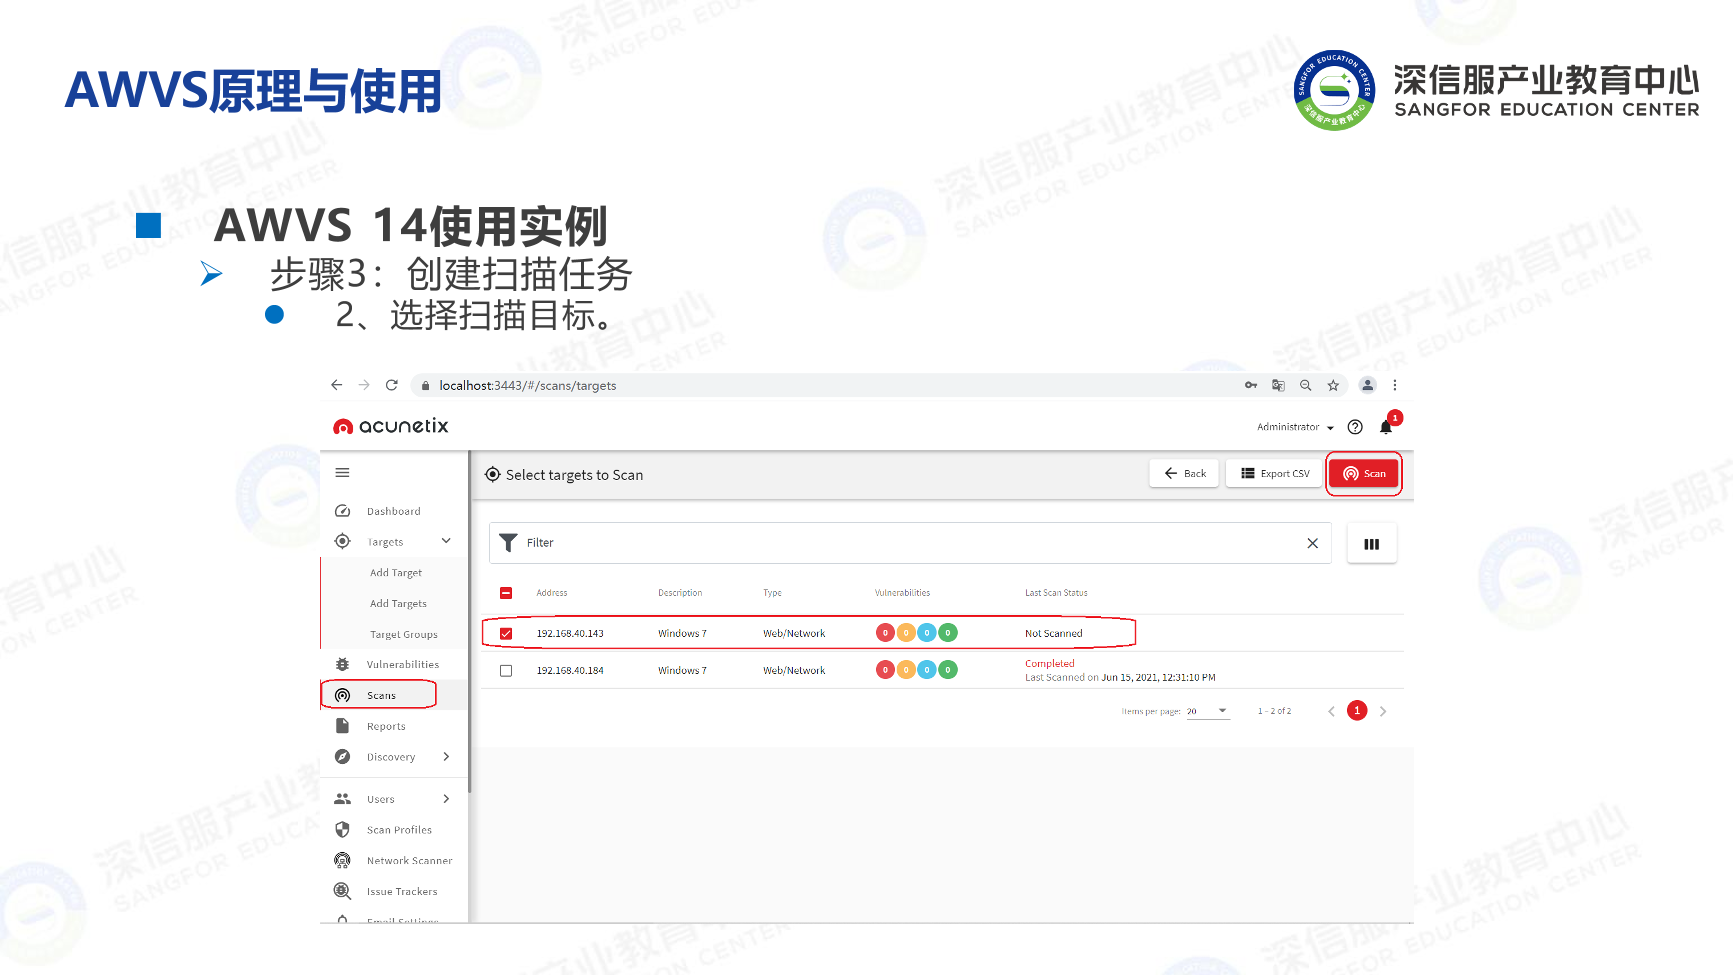 AWVS原理与使用
深信服产业教育中心
SANGFOR EDUCATION CENTER
AWVS 14使用实例
步骤3：创建扫描任务
2、选择扫描目标。
localhost:3443/#/scans/targets
acunetix
Administrator
1
Select targets to Scan
Back
Export CSV
Scan
Dashboard
Targets
Add Target
Add Targets
Target Groups
Vulnerabilities
Scans
Reports
Discovery
Users
Scan Profiles
Network Scanner
Issue Trackers
Email Settings
Filter
Address Description Type Vulnerabilities Last Scan Status
192.168.40.143 Windows 7 Web/Network 0 0 0 0 Not Scanned
192.168.40.184 Windows 7 Web/Network 0 0 0 0 Completed
Last Scanned on Jun 15, 2021, 12:31:10 PM
Items per page: 20 1 – 2 of 2 1